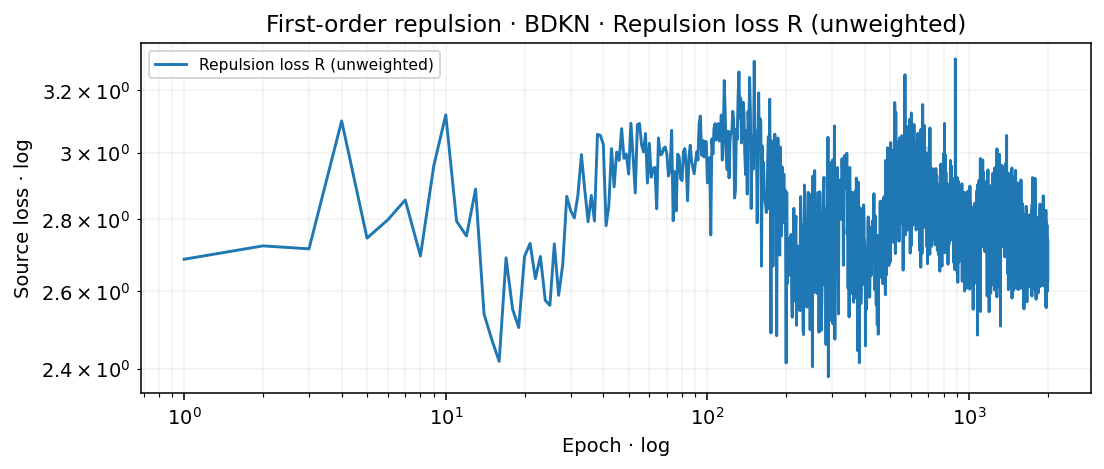 First-order repulsion · BDKN · Repulsion loss R (unweighted)
Repulsion loss R (unweighted)
Source loss · log
3.2 × 10⁰
3 × 10⁰
2.8 × 10⁰
2.6 × 10⁰
2.4 × 10⁰
10⁰ 10¹ 10² 10³
Epoch · log